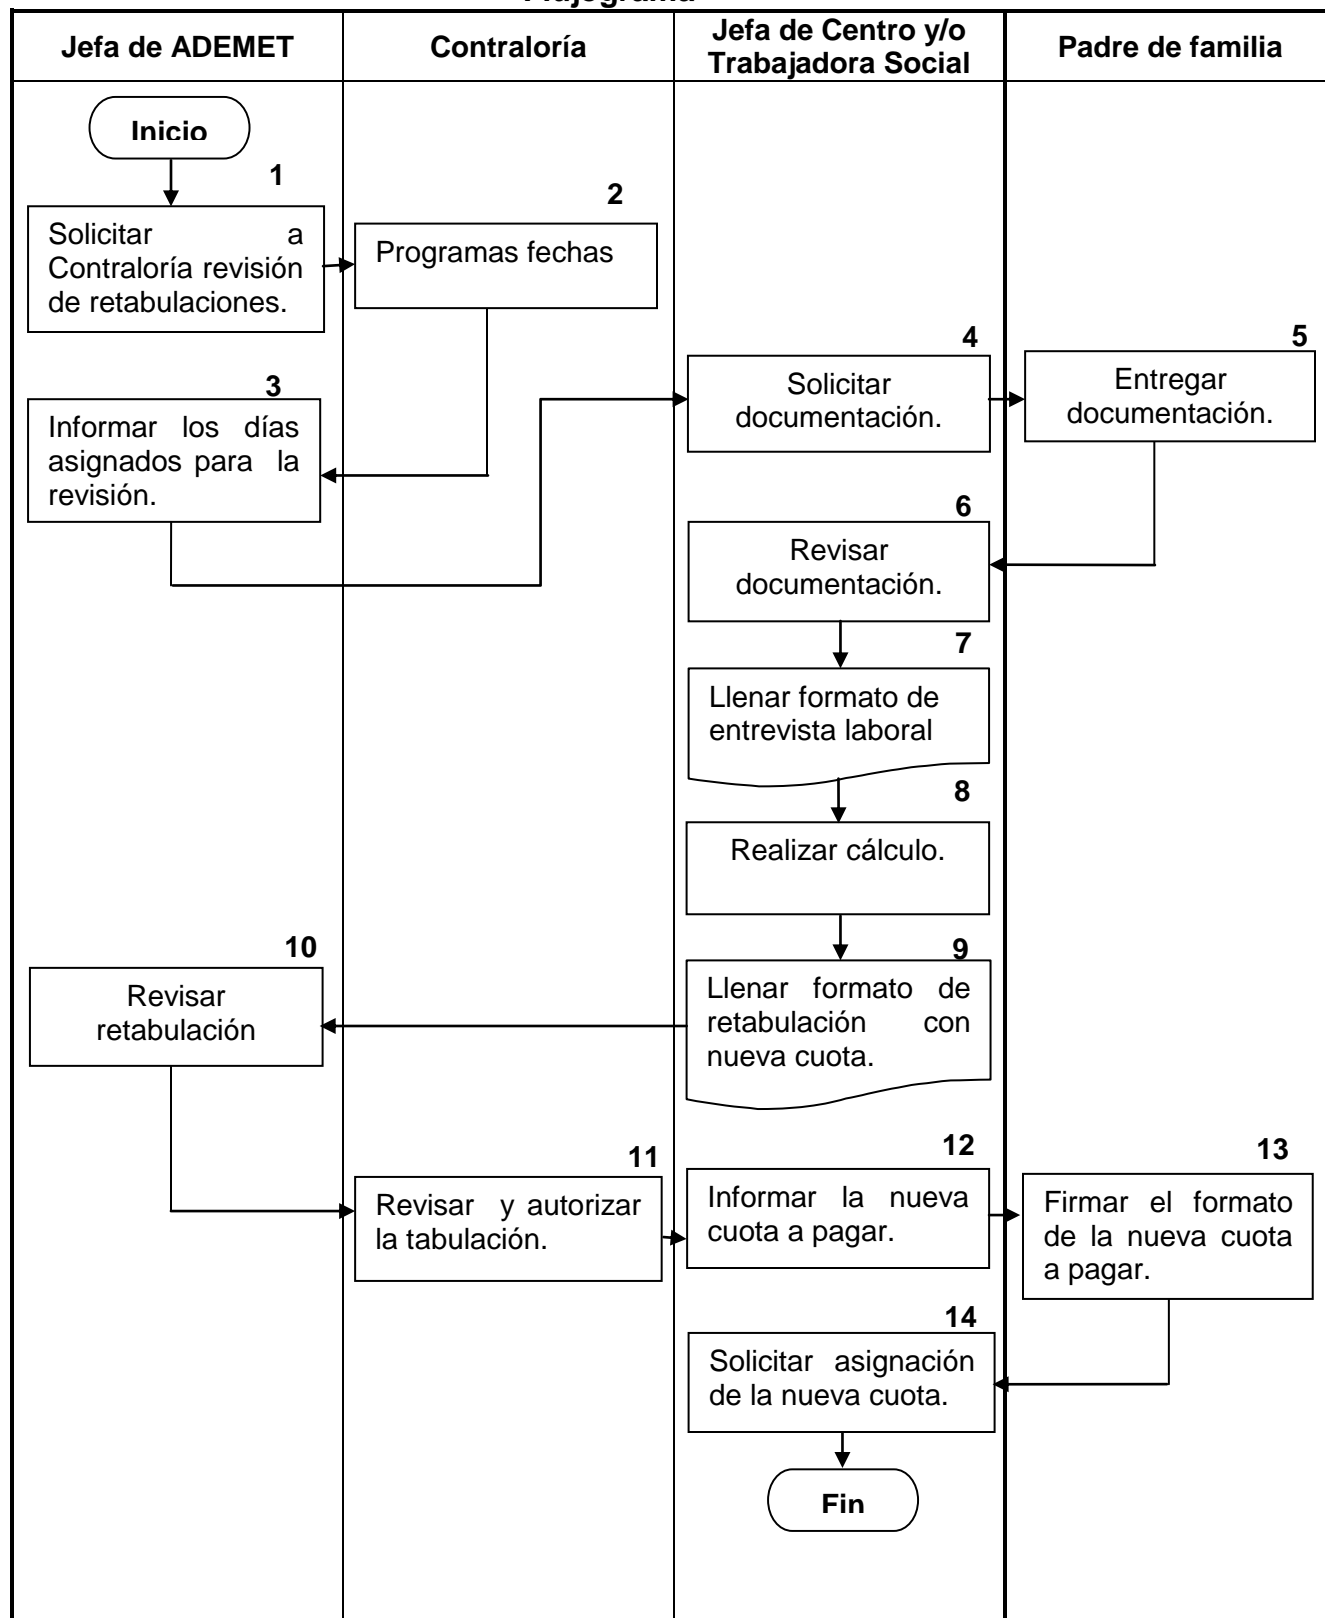 Flujograma
Jefa de ADEMET
Contraloría
Jefa de Centro y/o
Trabajadora Social
Padre de familia
Inicio
1
Solicitar a
Contraloría revisión
de retabulaciones.
2
Programas fechas
3
Informar los días
asignados para la
revisión.
4
Solicitar
documentación.
5
Entregar
documentación.
6
Revisar
documentación.
7
Llenar formato de
entrevista laboral
8
Realizar cálculo.
9
Llenar formato de
retabulación con
nueva cuota.
10
Revisar
retabulación
11
Revisar y autorizar
la tabulación.
12
Informar la nueva
cuota a pagar.
13
Firmar el formato
de la nueva cuota
a pagar.
14
Solicitar asignación
de la nueva cuota.
Fin